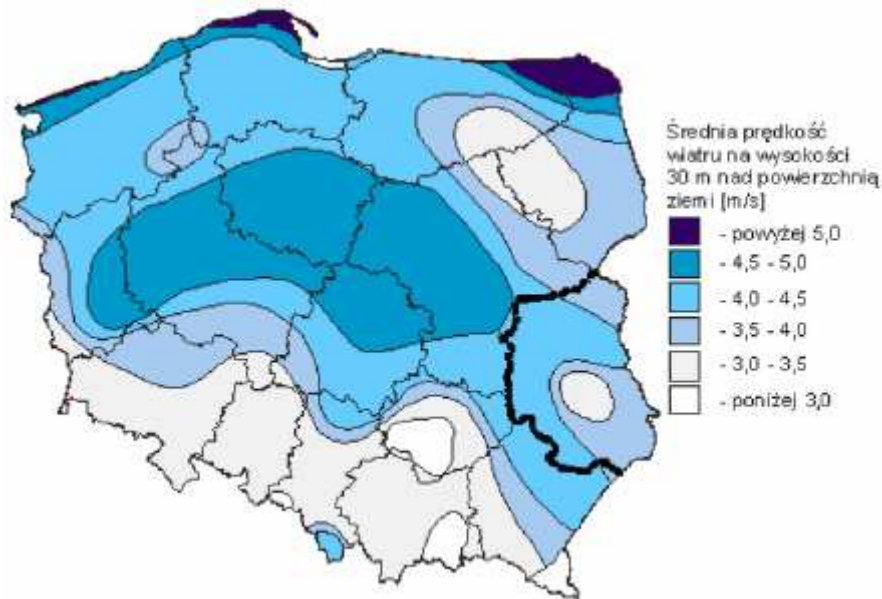 Średnia prędkość
wiatru na wysokości
30 m nad powierzchnią
ziemi [m/s]
- powyżej 5,0
- 4,5 - 5,0
- 4,0 - 4,5
- 3,5 - 4,0
- 3,0 - 3,5
- poniżej 3,0